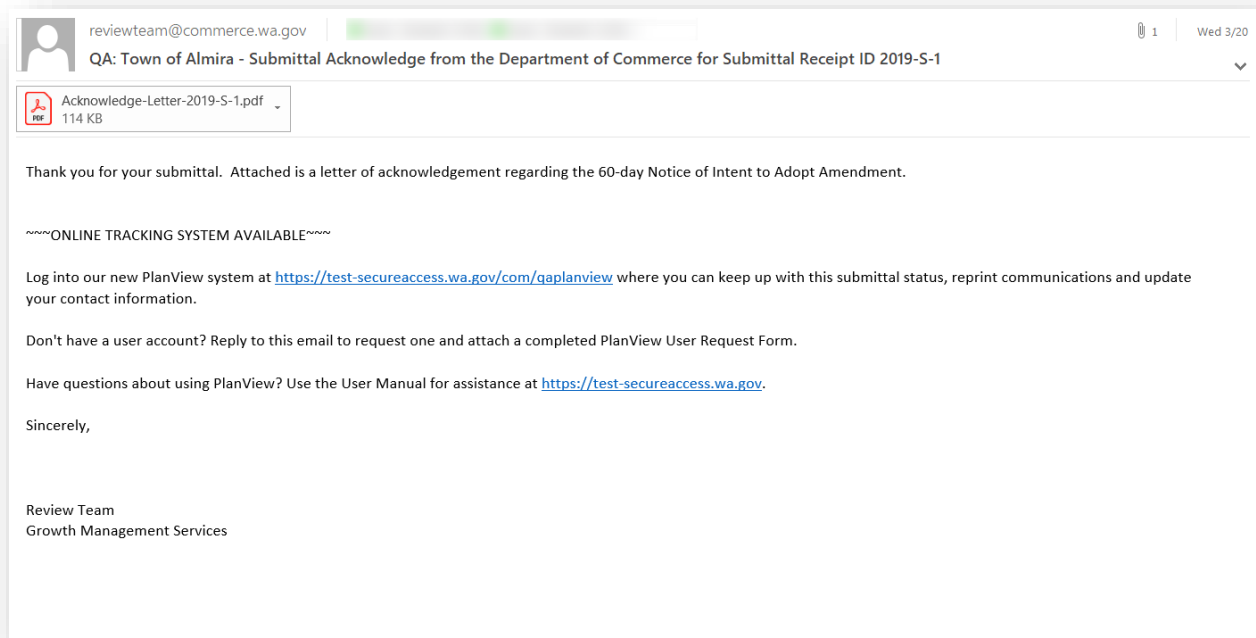 reviewteam@commerce.wa.gov
1
Wed 3/20
QA: Town of Almira - Submittal Acknowledge from the Department of Commerce for Submittal Receipt ID 2019-S-1
PDF
Acknowledge-Letter-2019-S-1.pdf
114 KB
Thank you for your submittal.  Attached is a letter of acknowledgement regarding the 60-day Notice of Intent to Adopt Amendment.
~~~ONLINE TRACKING SYSTEM AVAILABLE~~~
Log into our new PlanView system at https://test-secureaccess.wa.gov/com/qaplanview where you can keep up with this submittal status, reprint communications and update
your contact information.
Don't have a user account? Reply to this email to request one and attach a completed PlanView User Request Form.
Have questions about using PlanView? Use the User Manual for assistance at https://test-secureaccess.wa.gov.
Sincerely,
Review Team
Growth Management Services